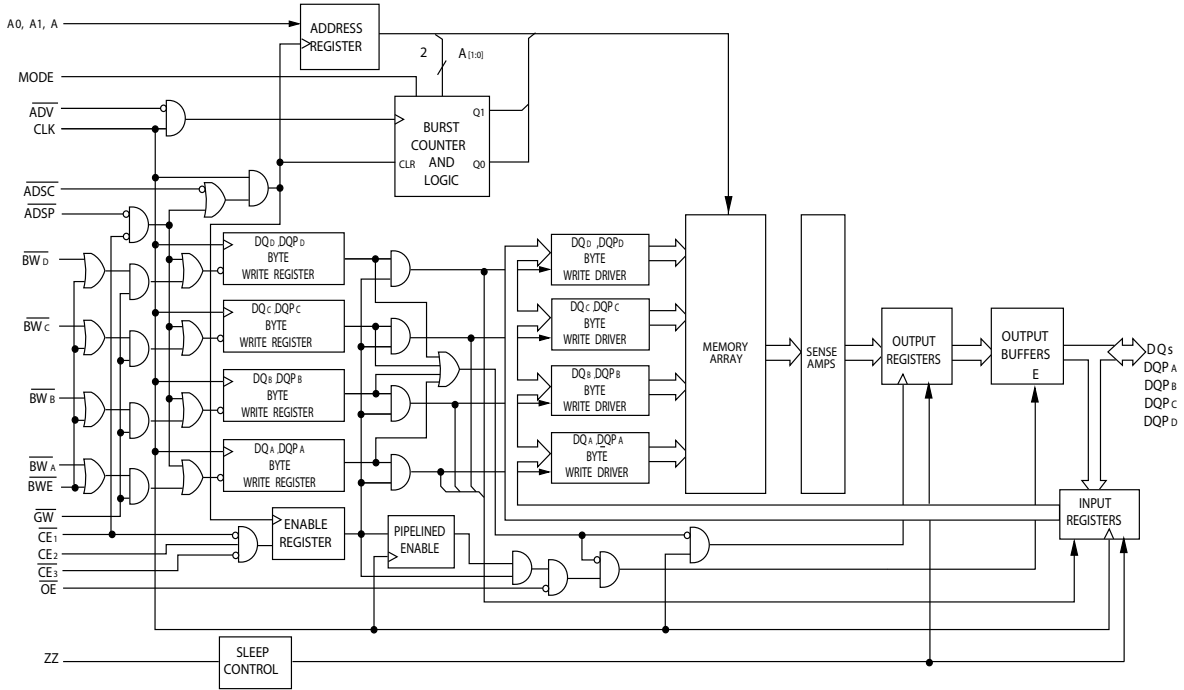 A0, A1, A
ADDRESS
REGISTER
2
A[1:0]
MODE
ADV
CLK
BURST
COUNTER
AND
LOGIC
CLR
Q1
Q0
ADSC
ADSP
BWD
DQD ,DQPD
BYTE
WRITE REGISTER
DQD ,DQPD
BYTE
WRITE DRIVER
BWC
DQC ,DQPC
BYTE
WRITE REGISTER
DQC ,DQPC
BYTE
WRITE DRIVER
MEMORY
ARRAY
SENSE
AMPS
OUTPUT
REGISTERS
OUTPUT
BUFFERS
E
DQs
DQPA
DQPB
DQPC
DQPD
BWB
DQB ,DQPB
BYTE
WRITE REGISTER
DQB ,DQPB
BYTE
WRITE DRIVER
BWA
BWE
DQA ,DQPA
BYTE
WRITE REGISTER
DQA ,DQPA
BYTE
WRITE DRIVER
GW
CE1
CE2
CE3
OE
ENABLE
REGISTER
PIPELINED
ENABLE
INPUT
REGISTERS
ZZ
SLEEP
CONTROL